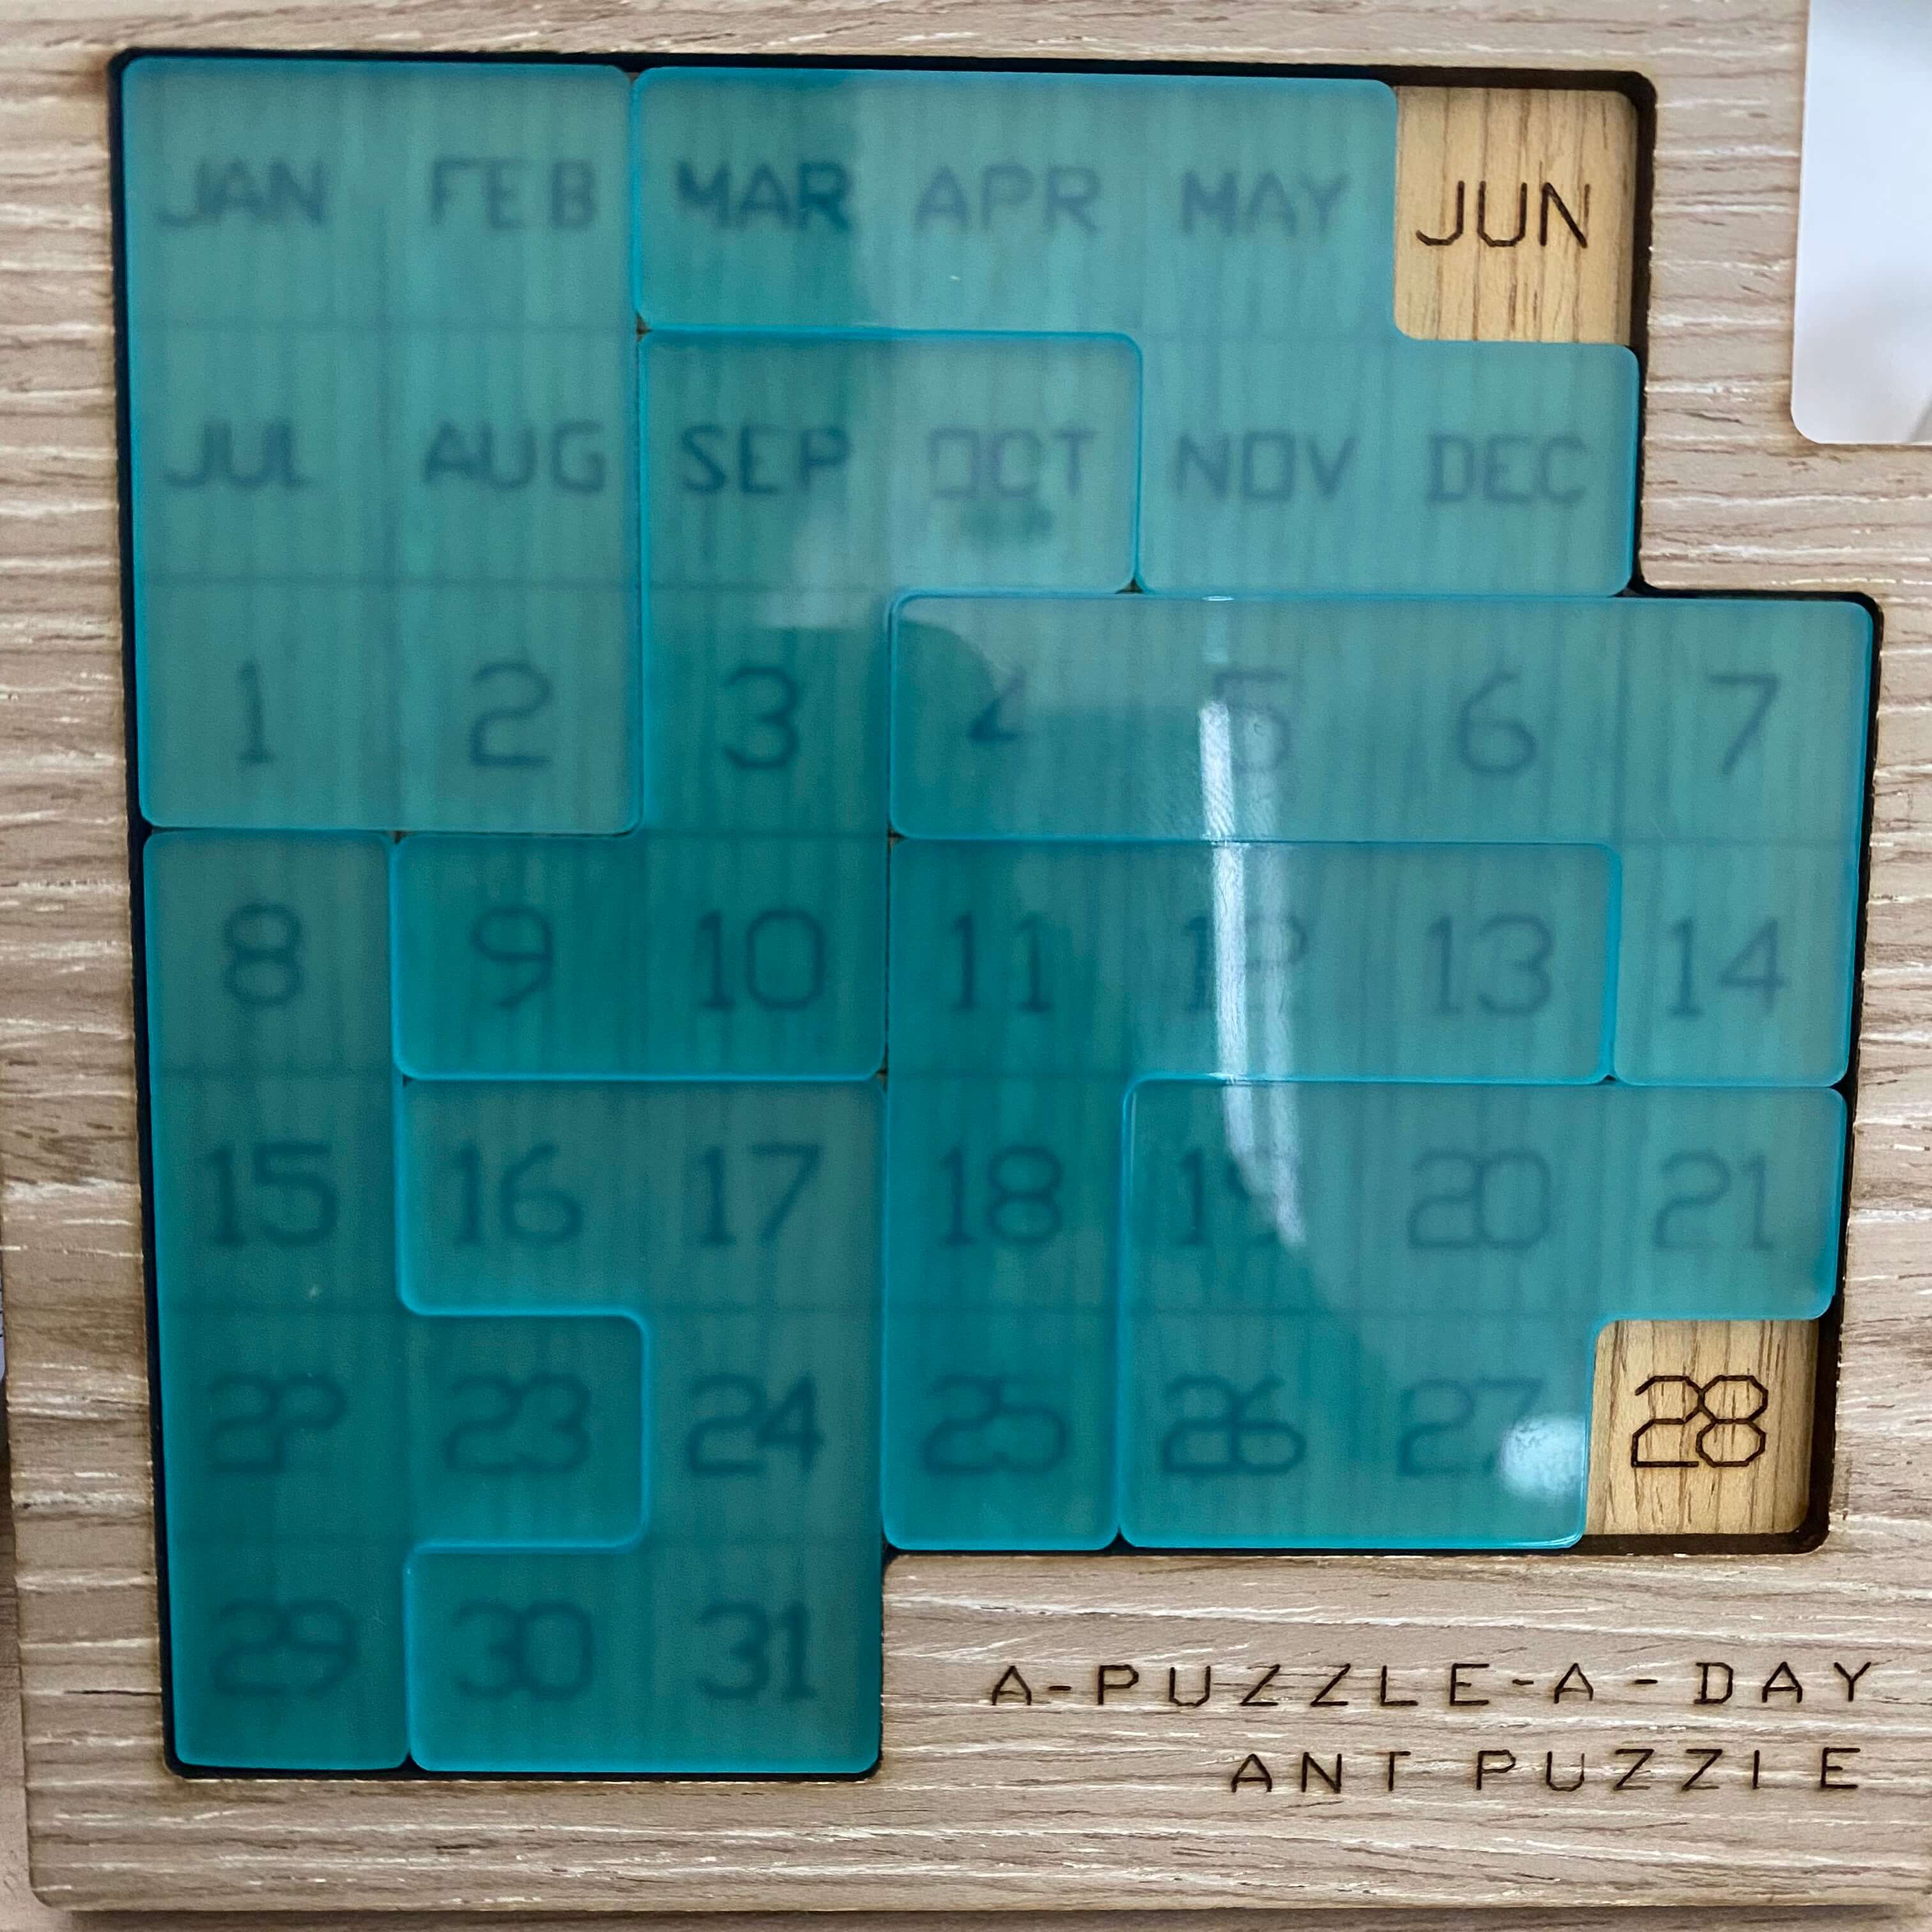 JAN FEB MAR APR MAY JUN
JUL AUG SEP OCT NOV DEC
1 2 3 4 5 6 7
8 9 10 11 12 13 14
15 16 17 18 19 20 21
22 23 24 25 26 27 28
29 30 31
A-PUZZLE-A-DAY
ANT PUZZLE